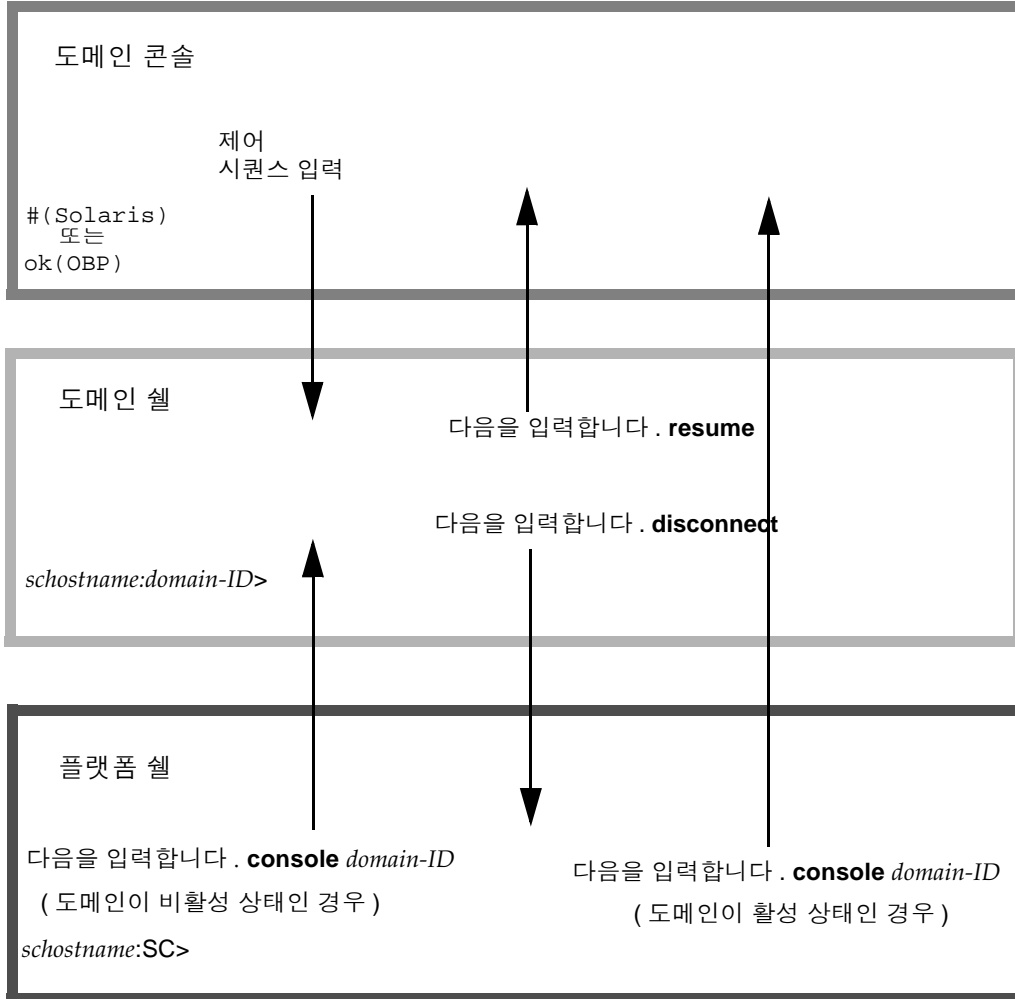 도메인 콘솔
제어
시퀀스 입력
#(Solaris)
또는
ok(OBP)
도메인 쉘
다음을 입력합니다 . resume
다음을 입력합니다 . disconnect
schostname:domain-ID>
플랫폼 쉘
다음을 입력합니다 . console domain-ID
( 도메인이 비활성 상태인 경우 )
다음을 입력합니다 . console domain-ID
( 도메인이 활성 상태인 경우 )
schostname:SC>